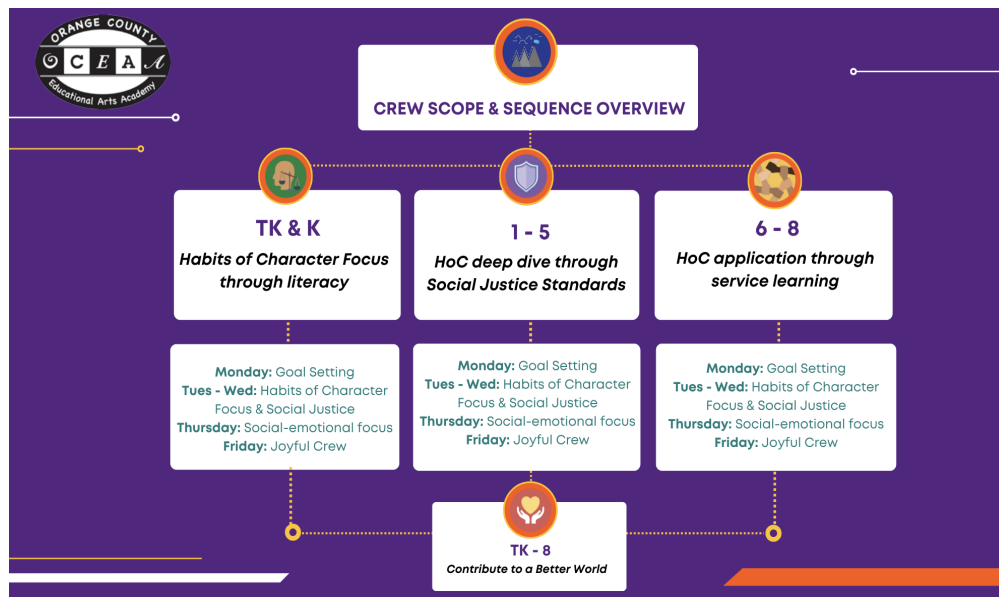 ORANGE COUNTY
O C E A A
Educational Arts Academy
CREW SCOPE & SEQUENCE OVERVIEW
TK & K
Habits of Character Focus
through literacy
1 - 5
HoC deep dive through
Social Justice Standards
6 - 8
HoC application through
service learning
Monday: Goal Setting
Tues - Wed: Habits of Character
Focus & Social Justice
Thursday: Social-emotional focus
Friday: Joyful Crew
Monday: Goal Setting
Tues - Wed: Habits of Character
Focus & Social Justice
Thursday: Social-emotional focus
Friday: Joyful Crew
Monday: Goal Setting
Tues - Wed: Habits of Character
Focus & Social Justice
Thursday: Social-emotional focus
Friday: Joyful Crew
TK - 8
Contribute to a Better World